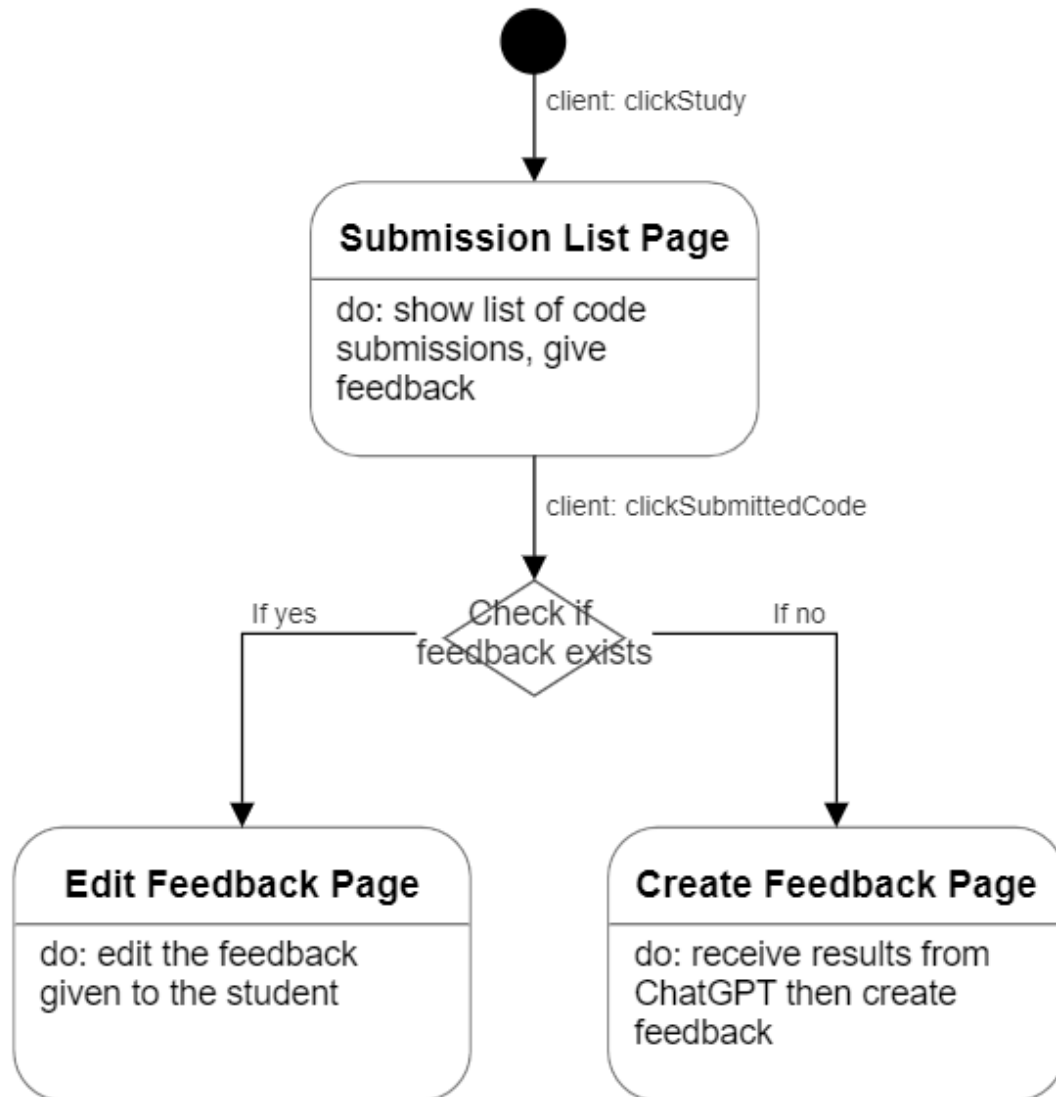 client: clickStudy
Submission List Page
do: show list of code
submissions, give
feedback
client: clickSubmittedCode
If yes
Check if
feedback exists
If no
Edit Feedback Page
do: edit the feedback
given to the student
Create Feedback Page
do: receive results from
ChatGPT then create
feedback